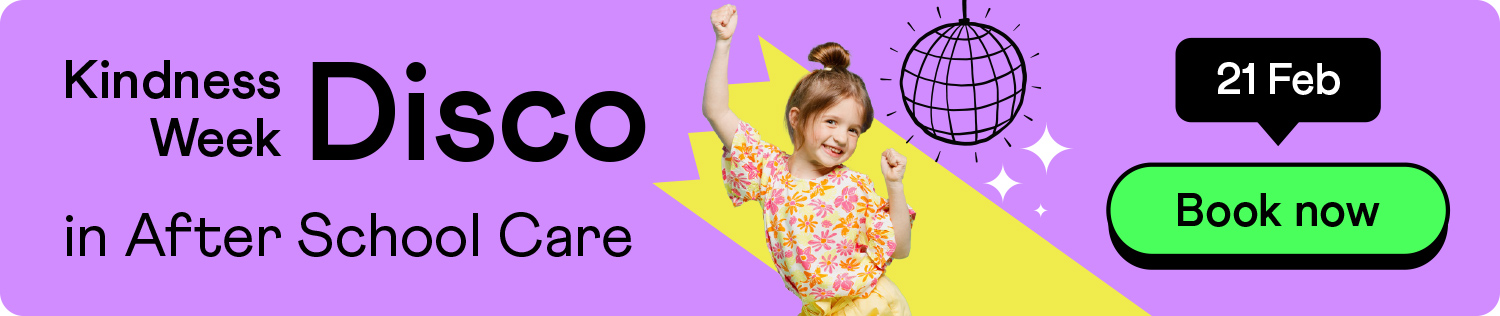 Kindness
Week
Disco
in After School Care
21 Feb
Book now